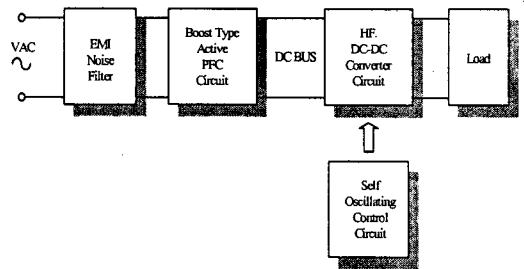 VAC
EMI
Noise
Filter
Boost Type
Active
PFC
Circuit
DC BUS
HF.
DC-DC
Converter
Circuit
Load
Self
Oscillating
Control
Circuit